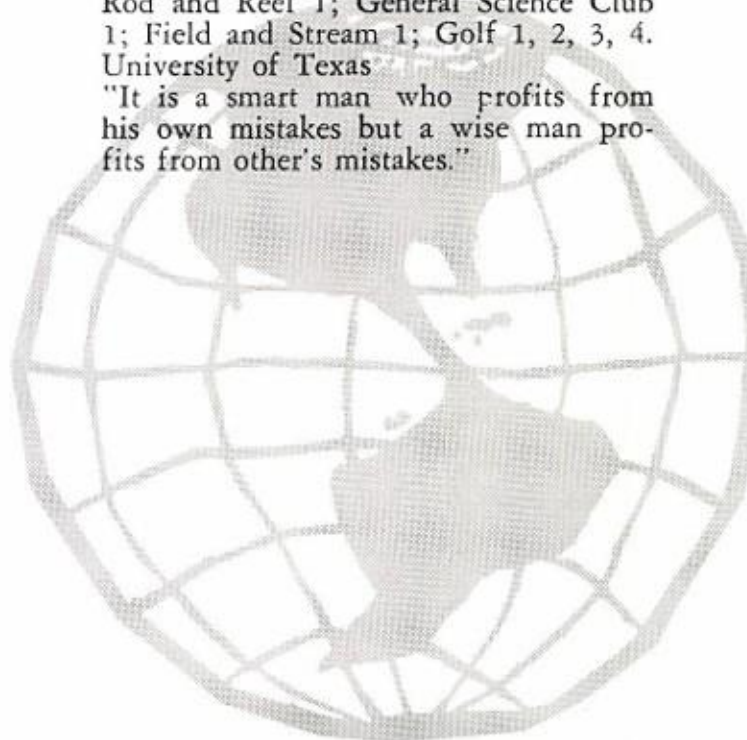 Rod and Reel 1; General Science Club
1; Field and Stream 1; Golf 1, 2, 3, 4.
University of Texas
"It is a smart man who profits from
his own mistakes but a wise man pro-
fits from other's mistakes."